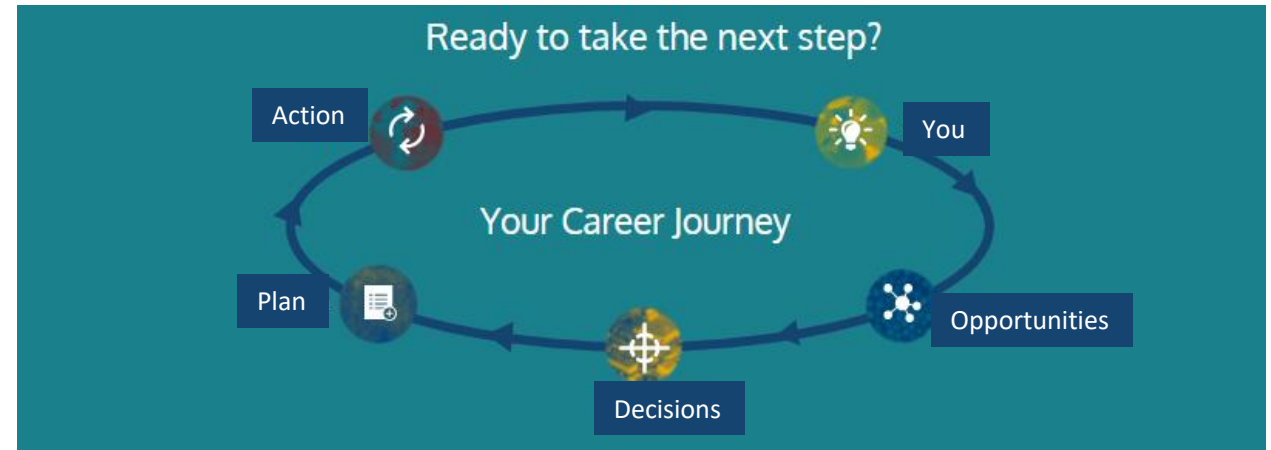 Ready to take the next step?
Action
You
Your Career Journey
Plan
Opportunities
Decisions